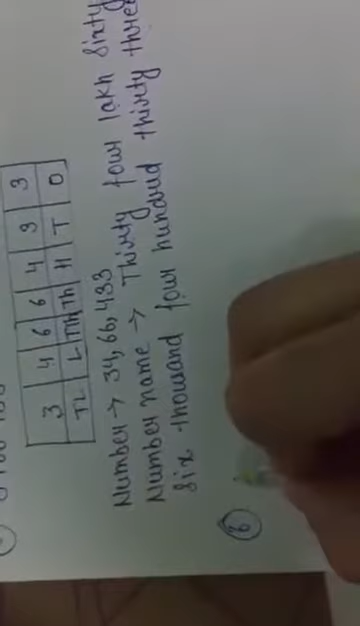 3 4 6 6 4 3 3
TL L TTh Th H T O
Number → 34,66,433
Number name → Thirty four lakh Sixty
Six thousand four hundred thirty three
b